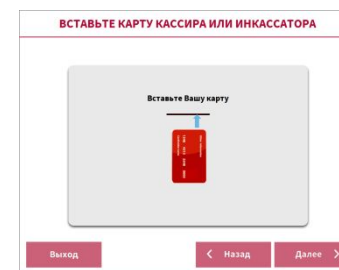 ВСТАВЬТЕ КАРТУ КАССИРА ИЛИ ИНКАССАТОРА
Вставьте Вашу карту
Выход
Назад
Далее